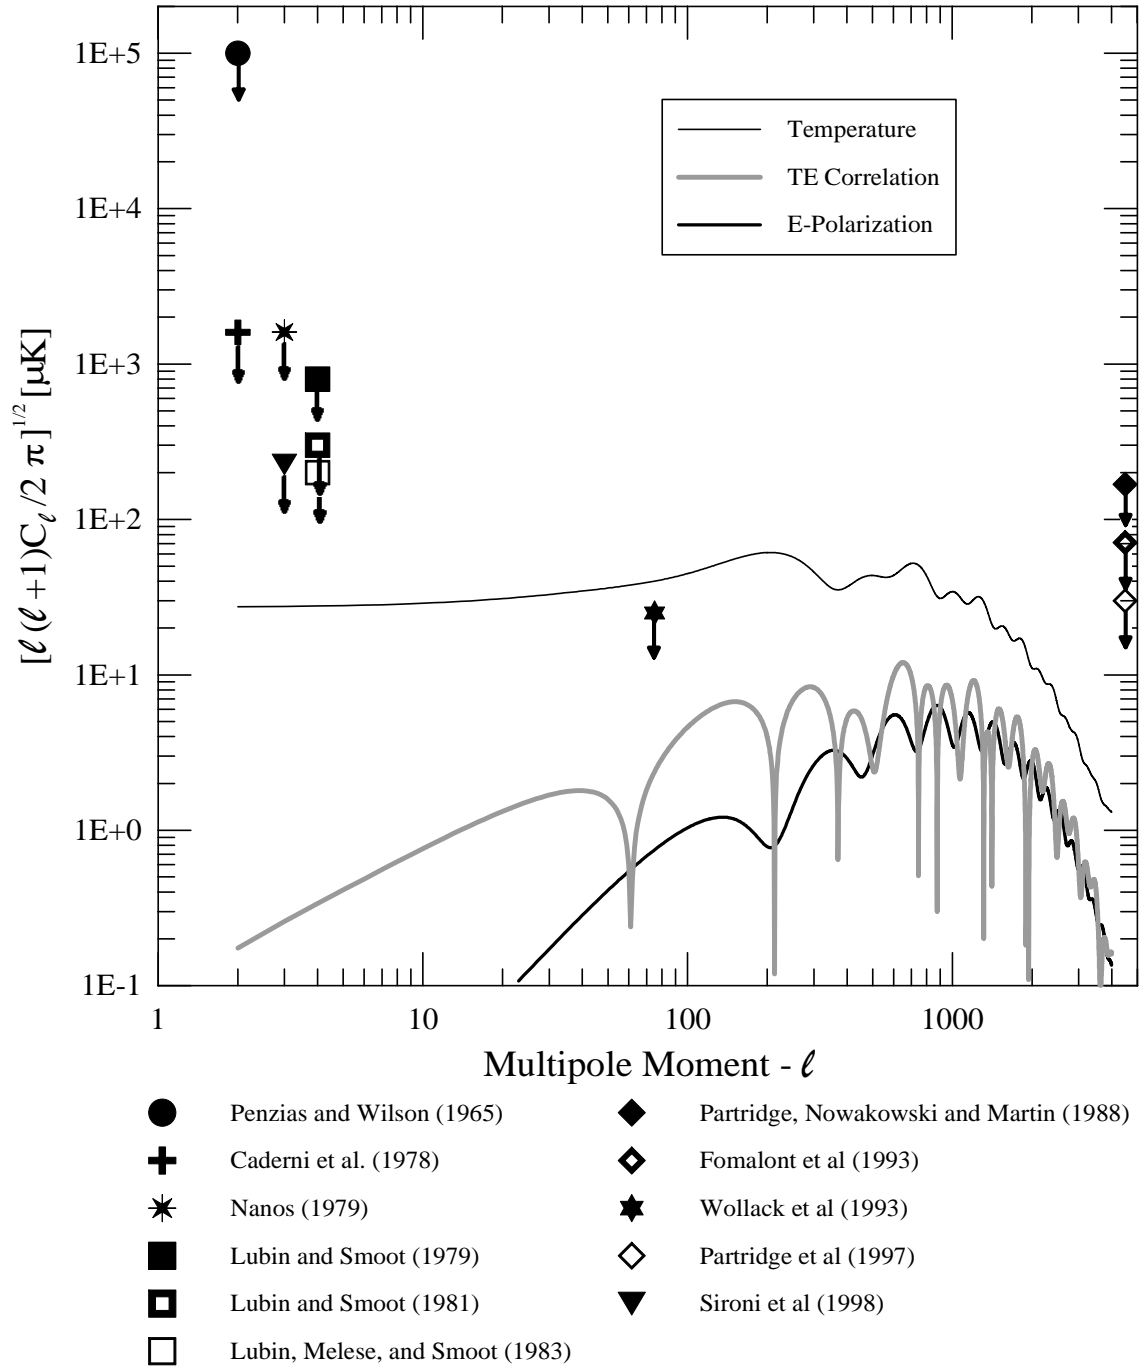 1E+5
1E+4
1E+3
1E+2
1E+1
1E+0
1E-1
[ℓ(ℓ+1)Cℓ/2 π]1/2 [μK]
Temperature
TE Correlation
E-Polarization
1 10 100 1000
Multipole Moment - ℓ
Penzias and Wilson (1965)
Caderni et al. (1978)
Nanos (1979)
Lubin and Smoot (1979)
Lubin and Smoot (1981)
Lubin, Melese, and Smoot (1983)
Partridge, Nowakowski and Martin (1988)
Fomalont et al (1993)
Wollack et al (1993)
Partridge et al (1997)
Sironi et al (1998)